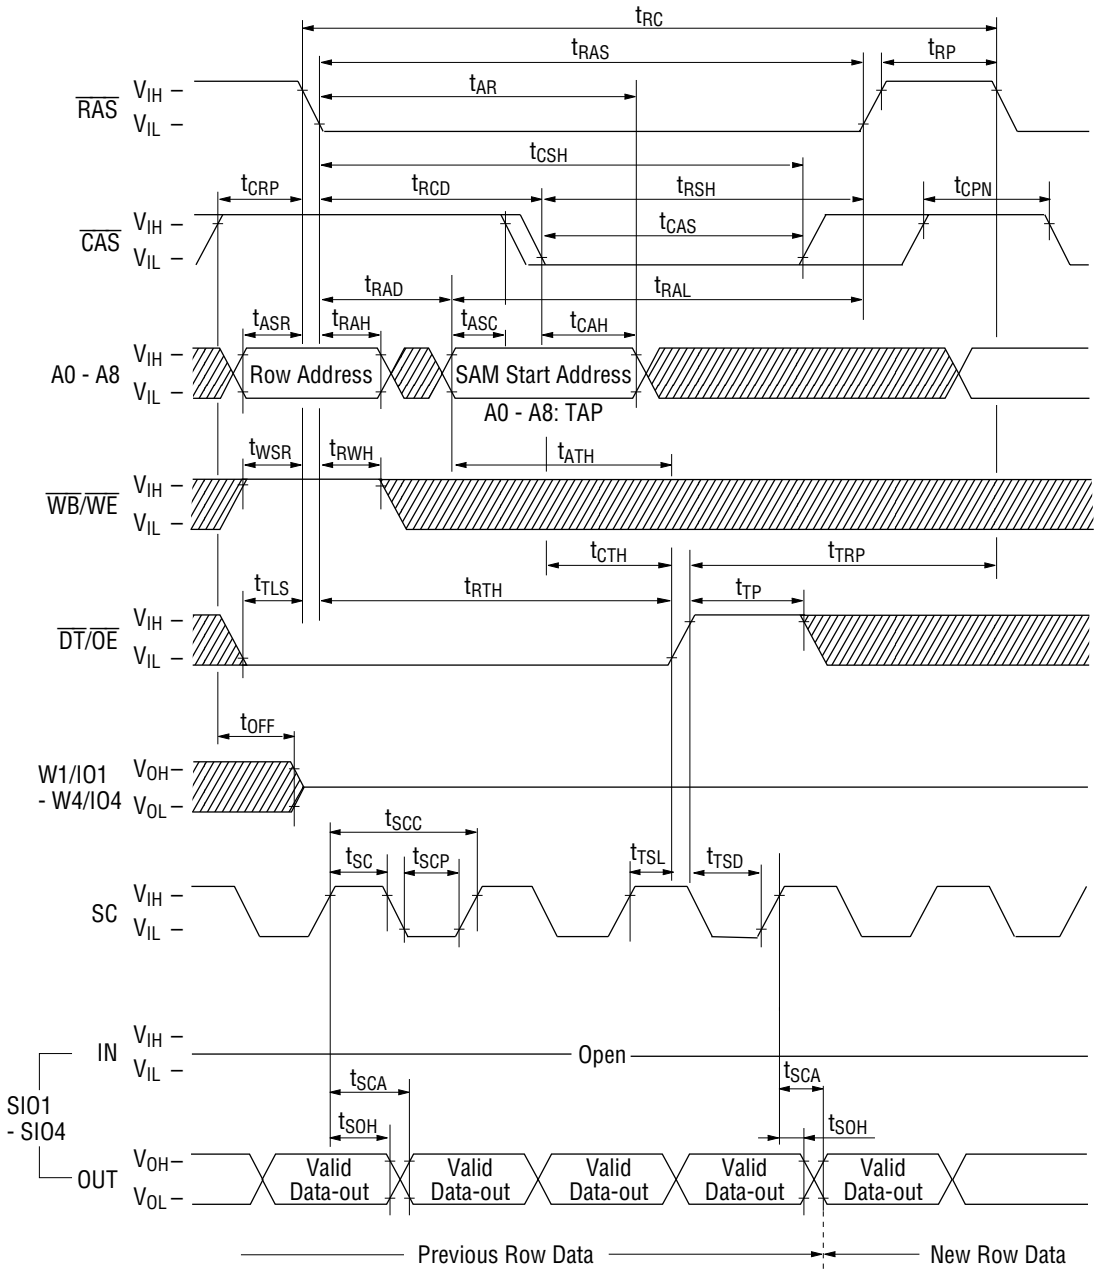 tRC
tRAS tRP
tAR
RAS VIH –
VIL –
tCSH
tCRP tRCD tRSH tCPN
CAS VIH –
VIL –
tCAS
tRAD tRAL
tASR tRAH tASC tCAH
A0 - A8 VIH –
VIL –
Row Address SAM Start Address
A0 - A8: TAP
tWSR tRWH tATH
WB/WE VIH –
VIL –
tCTH tTRP
tTLS tRTH tTP
DT/OE VIH –
VIL –
tOFF
W1/IO1
- W4/IO4
VOH –
VOL –
tSCC
tSC tSCP tTSL tTSD
SC VIH –
VIL –
IN VIH –
VIL –
Open
tSCA tSCA
SIO1
- SIO4
tSOH tSOH
OUT VOH –
VOL –
Valid Valid Valid Valid Valid
Data-out Data-out Data-out Data-out Data-out
Previous Row Data New Row Data